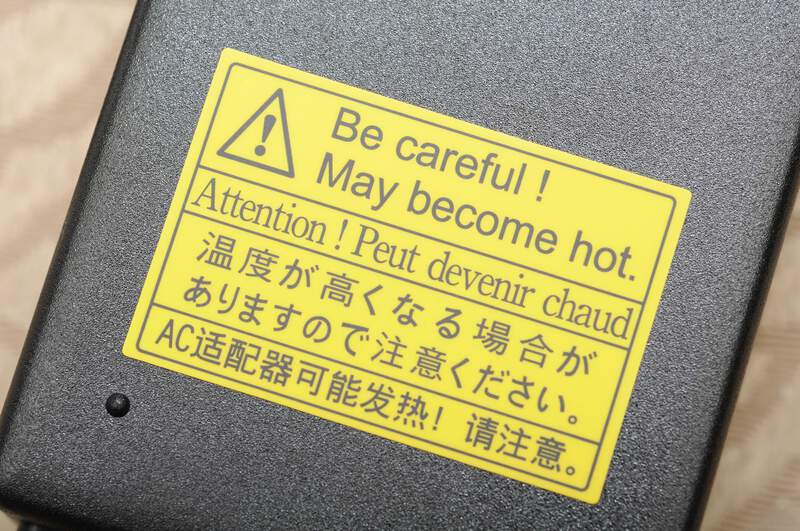 Be careful !
May become hot.
Attention ! Peut devenir chaud
温度が高くなる場合が
ありますので注意ください。
AC适配器可能发热！请注意。